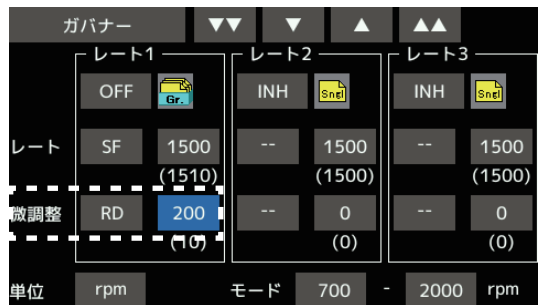 ガバナー ▼▼ ▼ ▲ ▲▲
レート1 レート2 レート3
OFF Gr. INH Sngl INH Sngl
レート SF 1500 -- 1500 -- 1500
(1510) (1500) (1500)
微調整 RD 200 -- 0 -- 0
(10) (0) (0)
単位 rpm モード 700 - 2000 rpm